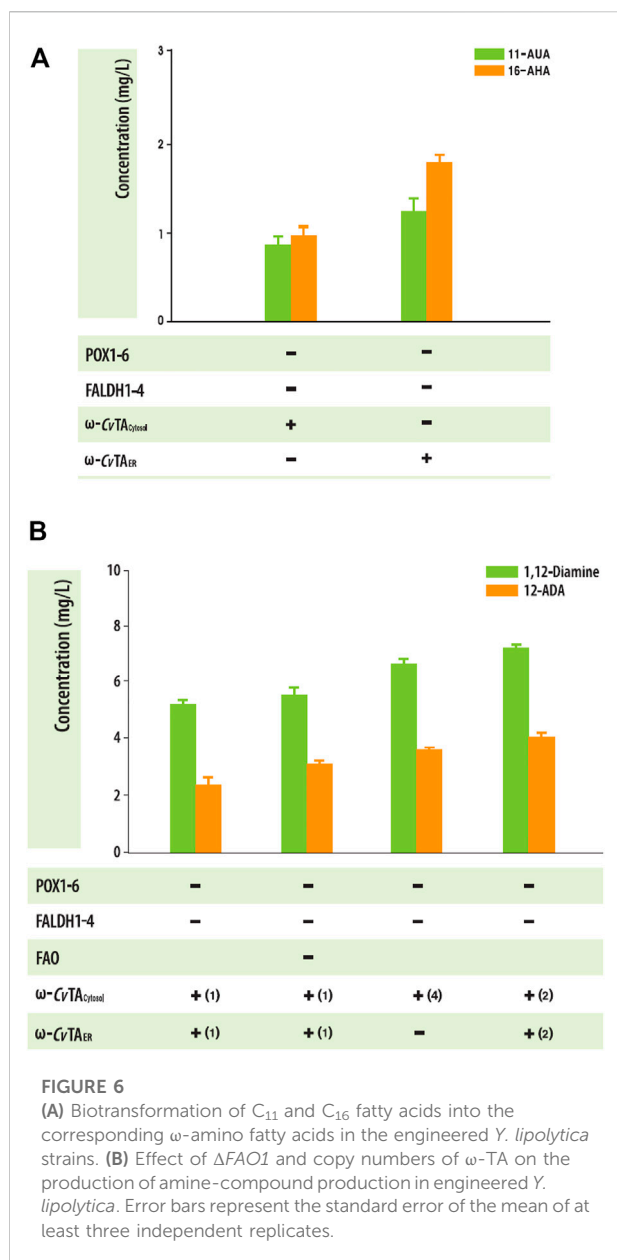 A
Concentration (mg/L)
3
2
1
0
11-AUA
16-AHA
POX1-6 - -
FALDH1-4 - -
ω-CvTACytosol + -
ω-CvTAER - +
B
Concentration (mg/L)
10
8
6
4
2
0
1,12-Diamine
12-ADA
POX1-6 - - - -
FALDH1-4 - - - -
FAO -
ω-CvTACytosol +(1) +(1) +(4) +(2)
ω-CvTAER +(1) +(1) - +(2)
FIGURE 6
(A) Biotransformation of C11 and C16 fatty acids into the
corresponding ω-amino fatty acids in the engineered Y. lipolytica
strains. (B) Effect of ΔFAO1 and copy numbers of ω-TA on the
production of amine-compound production in engineered Y.
lipolytica. Error bars represent the standard error of the mean of at
least three independent replicates.